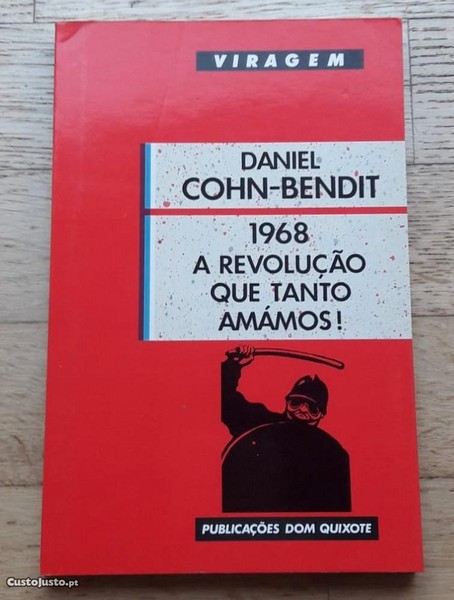 VIRAGEM
DANIEL
COHN-BENDIT
1968
A REVOLUÇÃO
QUE TANTO
AMÁMOS!
PUBLICAÇÕES DOM QUIXOTE
CustoJusto.pt